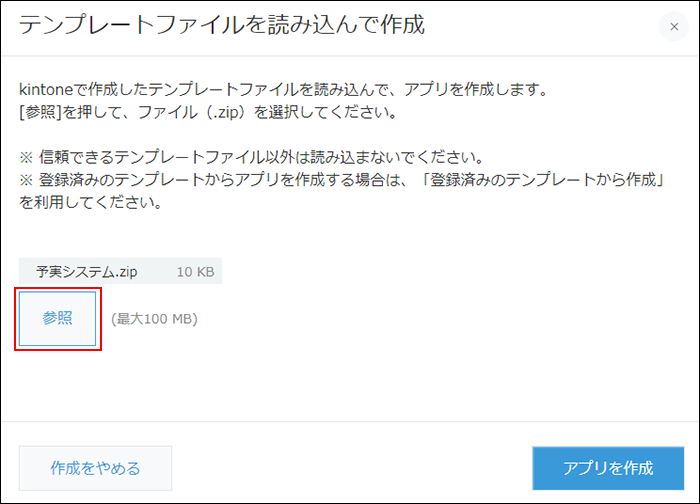 テンプレートファイルを読み込んで作成
×
kintoneで作成したテンプレートファイルを読み込んで、アプリを作成します。
[参照]を押して、ファイル（.zip）を選択してください。
※ 信頼できるテンプレートファイル以外は読み込まないでください。
※ 登録済みのテンプレートからアプリを作成する場合は、「登録済みのテンプレートから作成」
を利用してください。
予実システム.zip 10 KB
参照 (最大100 MB)
作成をやめる アプリを作成